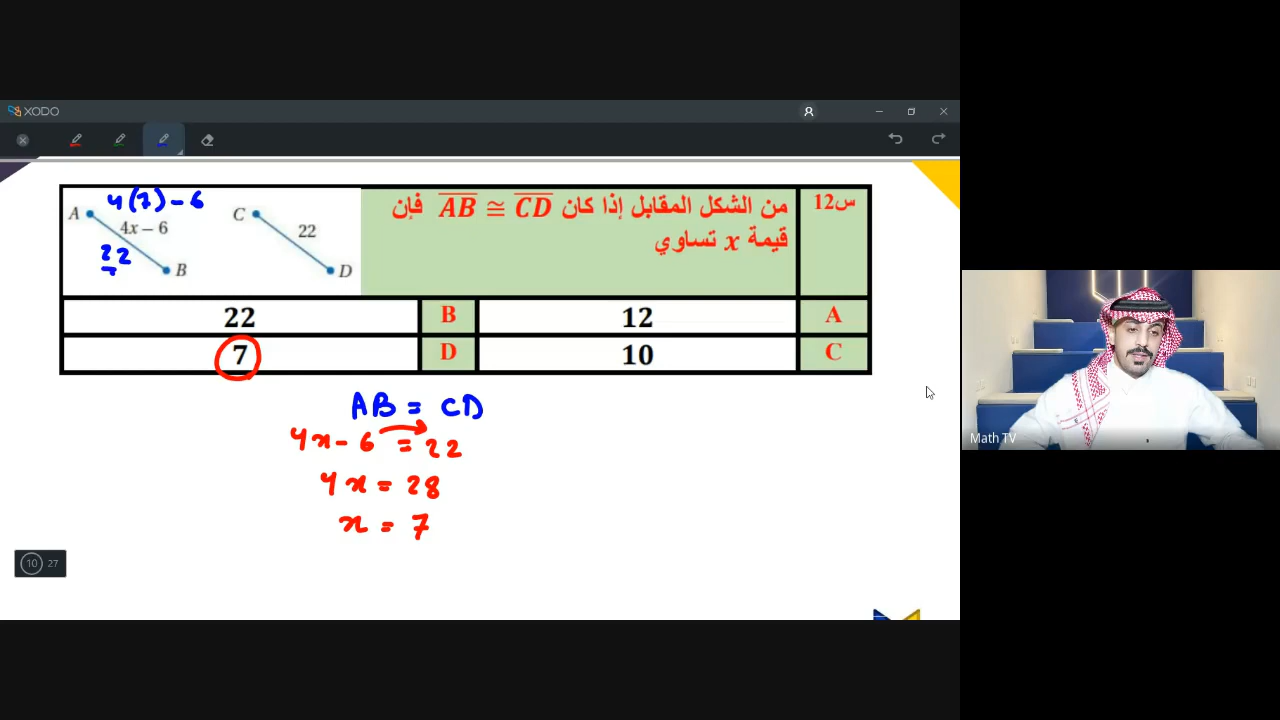 XODO
س12
من الشكل المقابل إذا كان AB ≅ CD فإن
قيمة x تساوي
4(7) - 6
A
4x – 6
22
B
C
22
D
A
12
B
22
C
10
D
7
AB = CD
4x - 6 = 22
4x = 28
x = 7
10 27
Math TV